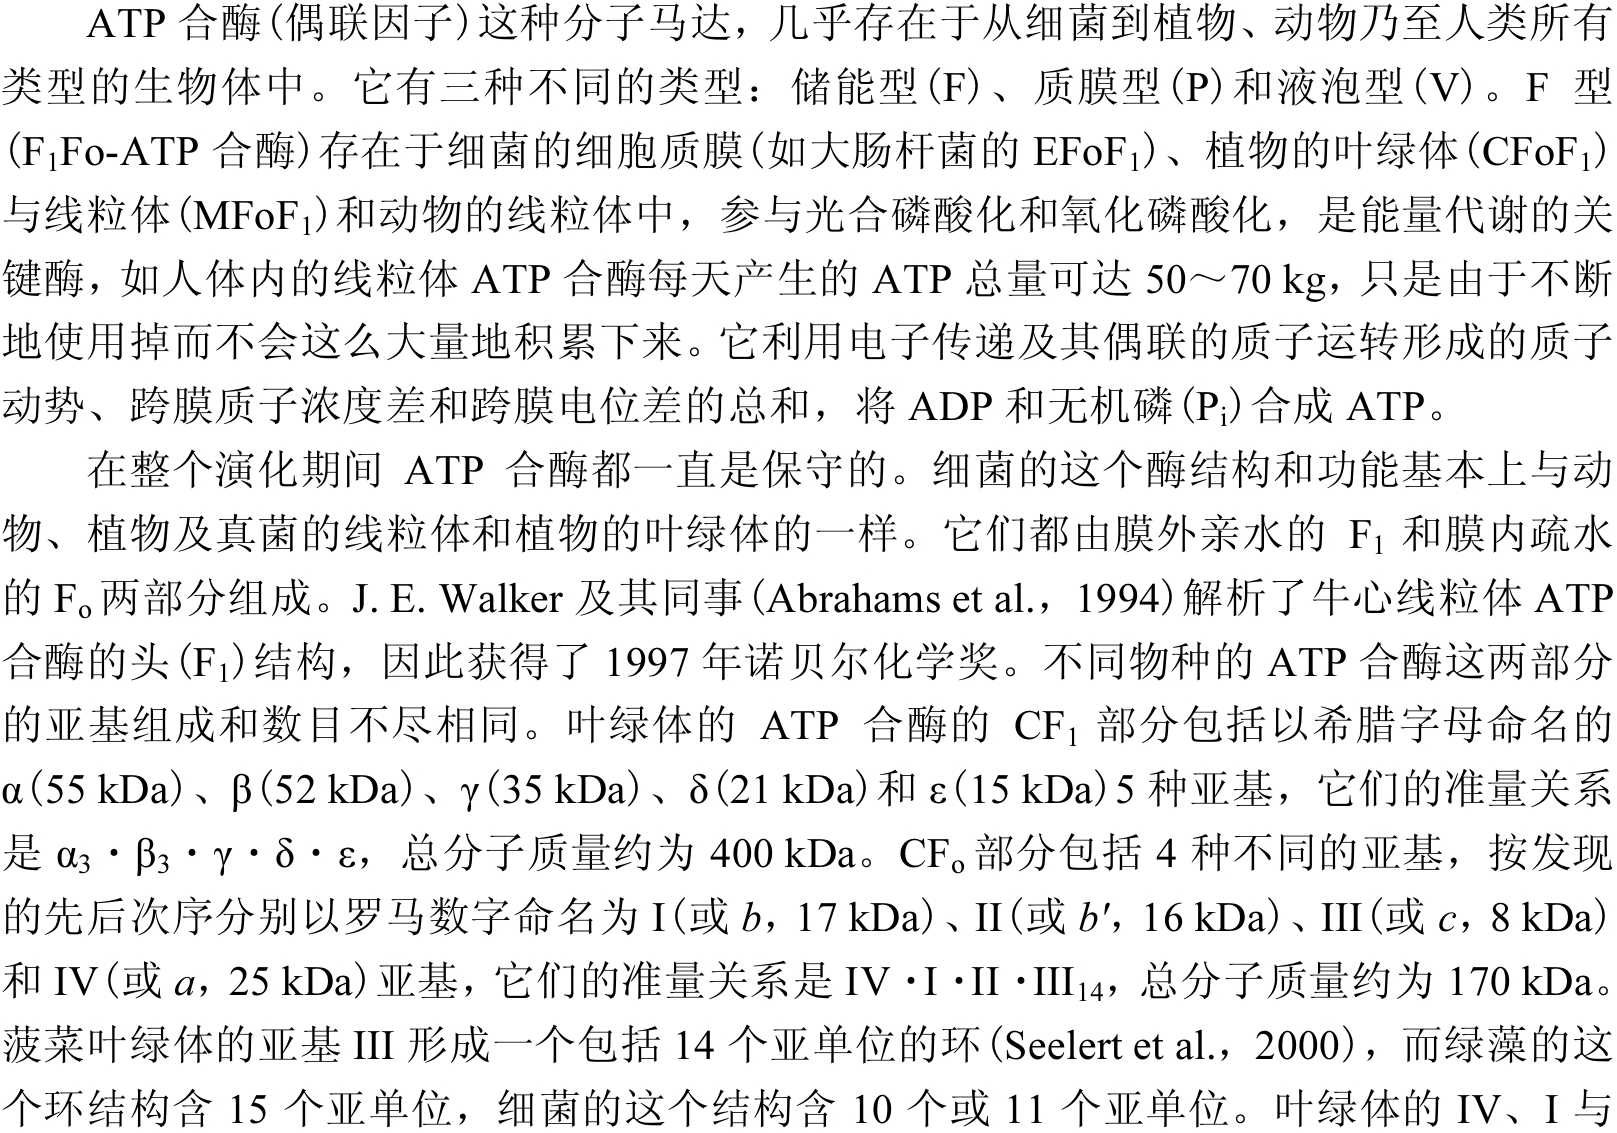 ATP 合酶(偶联因子)这种分子马达，几乎存在于从细菌到植物、动物乃至人类所有
类型的生物体中。它有三种不同的类型：储能型(F)、质膜型(P)和液泡型(V)。F 型
(F₁Fo-ATP 合酶)存在于细菌的细胞质膜(如大肠杆菌的 EFoF₁)、植物的叶绿体(CFoF₁)
与线粒体(MFoF₁)和动物的线粒体中，参与光合磷酸化和氧化磷酸化，是能量代谢的关
键酶，如人体内的线粒体 ATP 合酶每天产生的 ATP 总量可达 50～70 kg，只是由于不断
地使用掉而不会这么大量地积累下来。它利用电子传递及其偶联的质子运转形成的质子
动势、跨膜质子浓度差和跨膜电位差的总和，将 ADP 和无机磷(Pᵢ)合成 ATP。
在整个演化期间 ATP 合酶都一直是保守的。细菌的这个酶结构和功能基本上与动
物、植物及真菌的线粒体和植物的叶绿体的一样。它们都由膜外亲水的 F₁ 和膜内疏水
的 Fₒ两部分组成。J. E. Walker 及其同事(Abrahams et al.，1994)解析了牛心线粒体 ATP
合酶的头(F₁)结构，因此获得了 1997 年诺贝尔化学奖。不同物种的 ATP 合酶这两部分
的亚基组成和数目不尽相同。叶绿体的 ATP 合酶的 CF₁ 部分包括以希腊字母命名的
α(55 kDa)、β(52 kDa)、γ(35 kDa)、δ(21 kDa)和 ε(15 kDa)5 种亚基，它们的准量关系
是 α₃·β₃·γ·δ·ε，总分子质量约为 400 kDa。CFₒ部分包括 4 种不同的亚基，按发现
的先后次序分别以罗马数字命名为 I(或 b，17 kDa)、II(或 b′，16 kDa)、III(或 c，8 kDa)
和 IV(或 a，25 kDa)亚基，它们的准量关系是 IV·I·II·III₁₄，总分子质量约为 170 kDa。
菠菜叶绿体的亚基 III 形成一个包括 14 个亚单位的环(Seelert et al.，2000)，而绿藻的这
个环结构含 15 个亚单位，细菌的这个结构含 10 个或 11 个亚单位。叶绿体的 IV、I 与